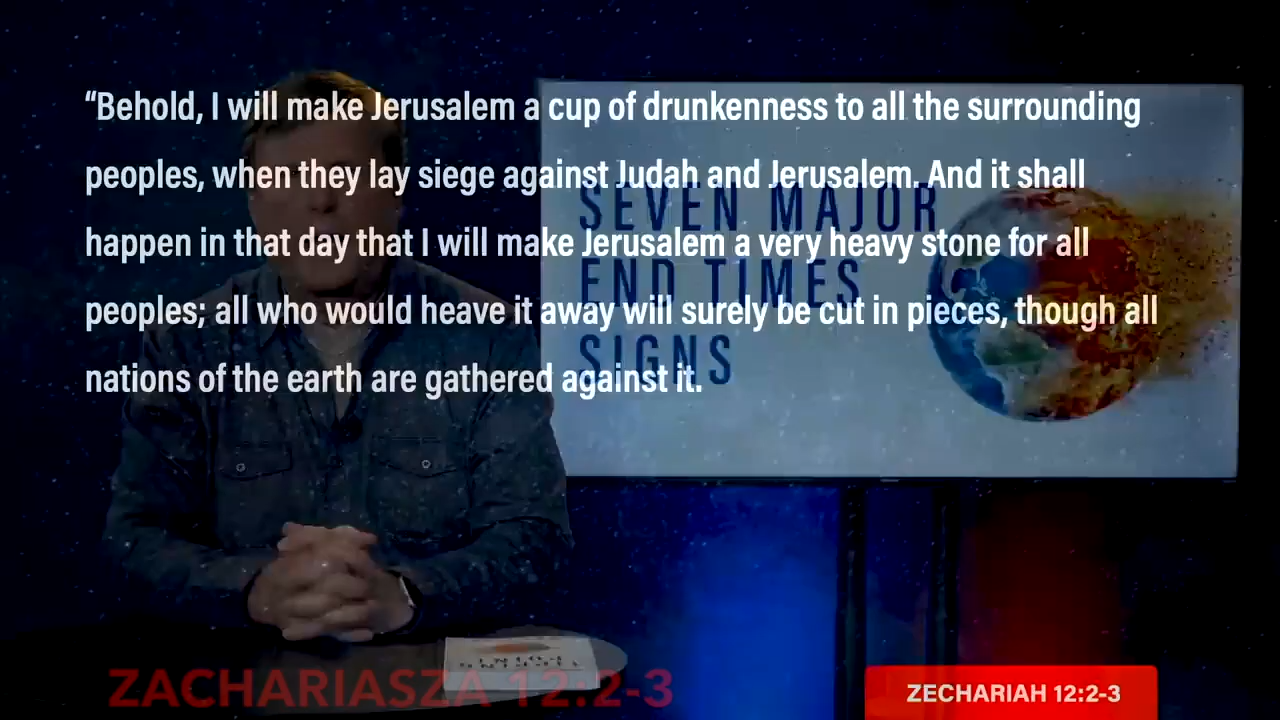 “Behold, I will make Jerusalem a cup of drunkenness to all the surrounding
peoples, when they lay siege against Judah and Jerusalem. And it shall
happen in that day that I will make Jerusalem a very heavy stone for all
peoples; all who would heave it away will surely be cut in pieces, though all
nations of the earth are gathered against it.
SEVEN MAJOR
END TIMES
SIGNS
TIPPING
POINT
ZACHARIASZA 12:2-3
ZECHARIAH 12:2-3